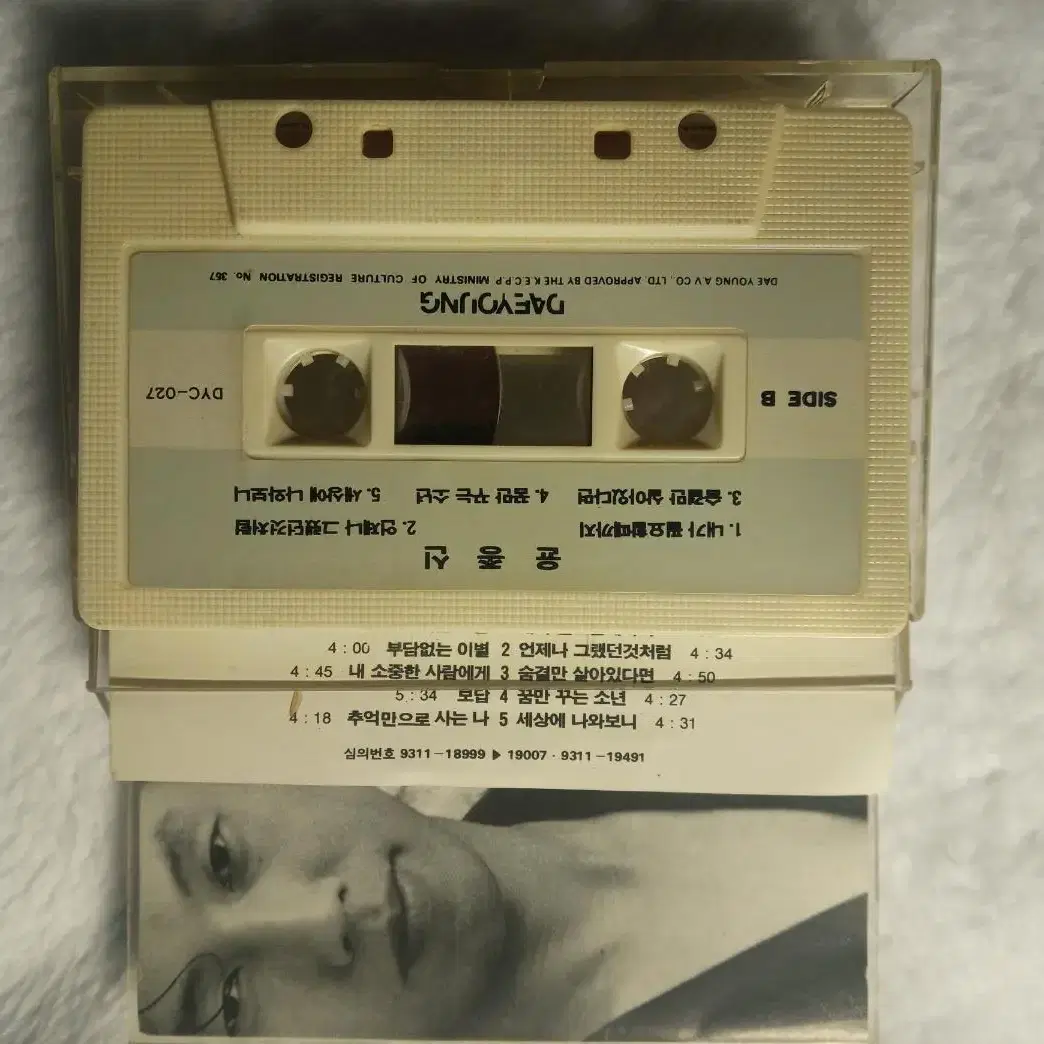 DAE YOUNG A V CO., LTD. APPROVED BY THE K.E.C.P.P MINISTRY OF CULTURE REGISTRATION No. 367
DAEYOUNG
SIDE B
DYC-027
3. 숨결만 살아있다면 4. 꿈만 꾸는 소년 5. 세상에 나와보니
1. 내가 필요할때까지 2. 언제나 그랬던것처럼
윤 종 신
4 : 00 부담없는 이별 2 언제나 그랬던것처럼 4 : 34
4 : 45 내 소중한 사람에게 3 숨결만 살아있다면 4 : 50
5 : 34 보답 4 꿈만 꾸는 소년 4 : 27
4 : 18 추억만으로 사는 나 5 세상에 나와보니 4 : 31
심의번호 9311-18999 ▶ 19007 · 9311-19491